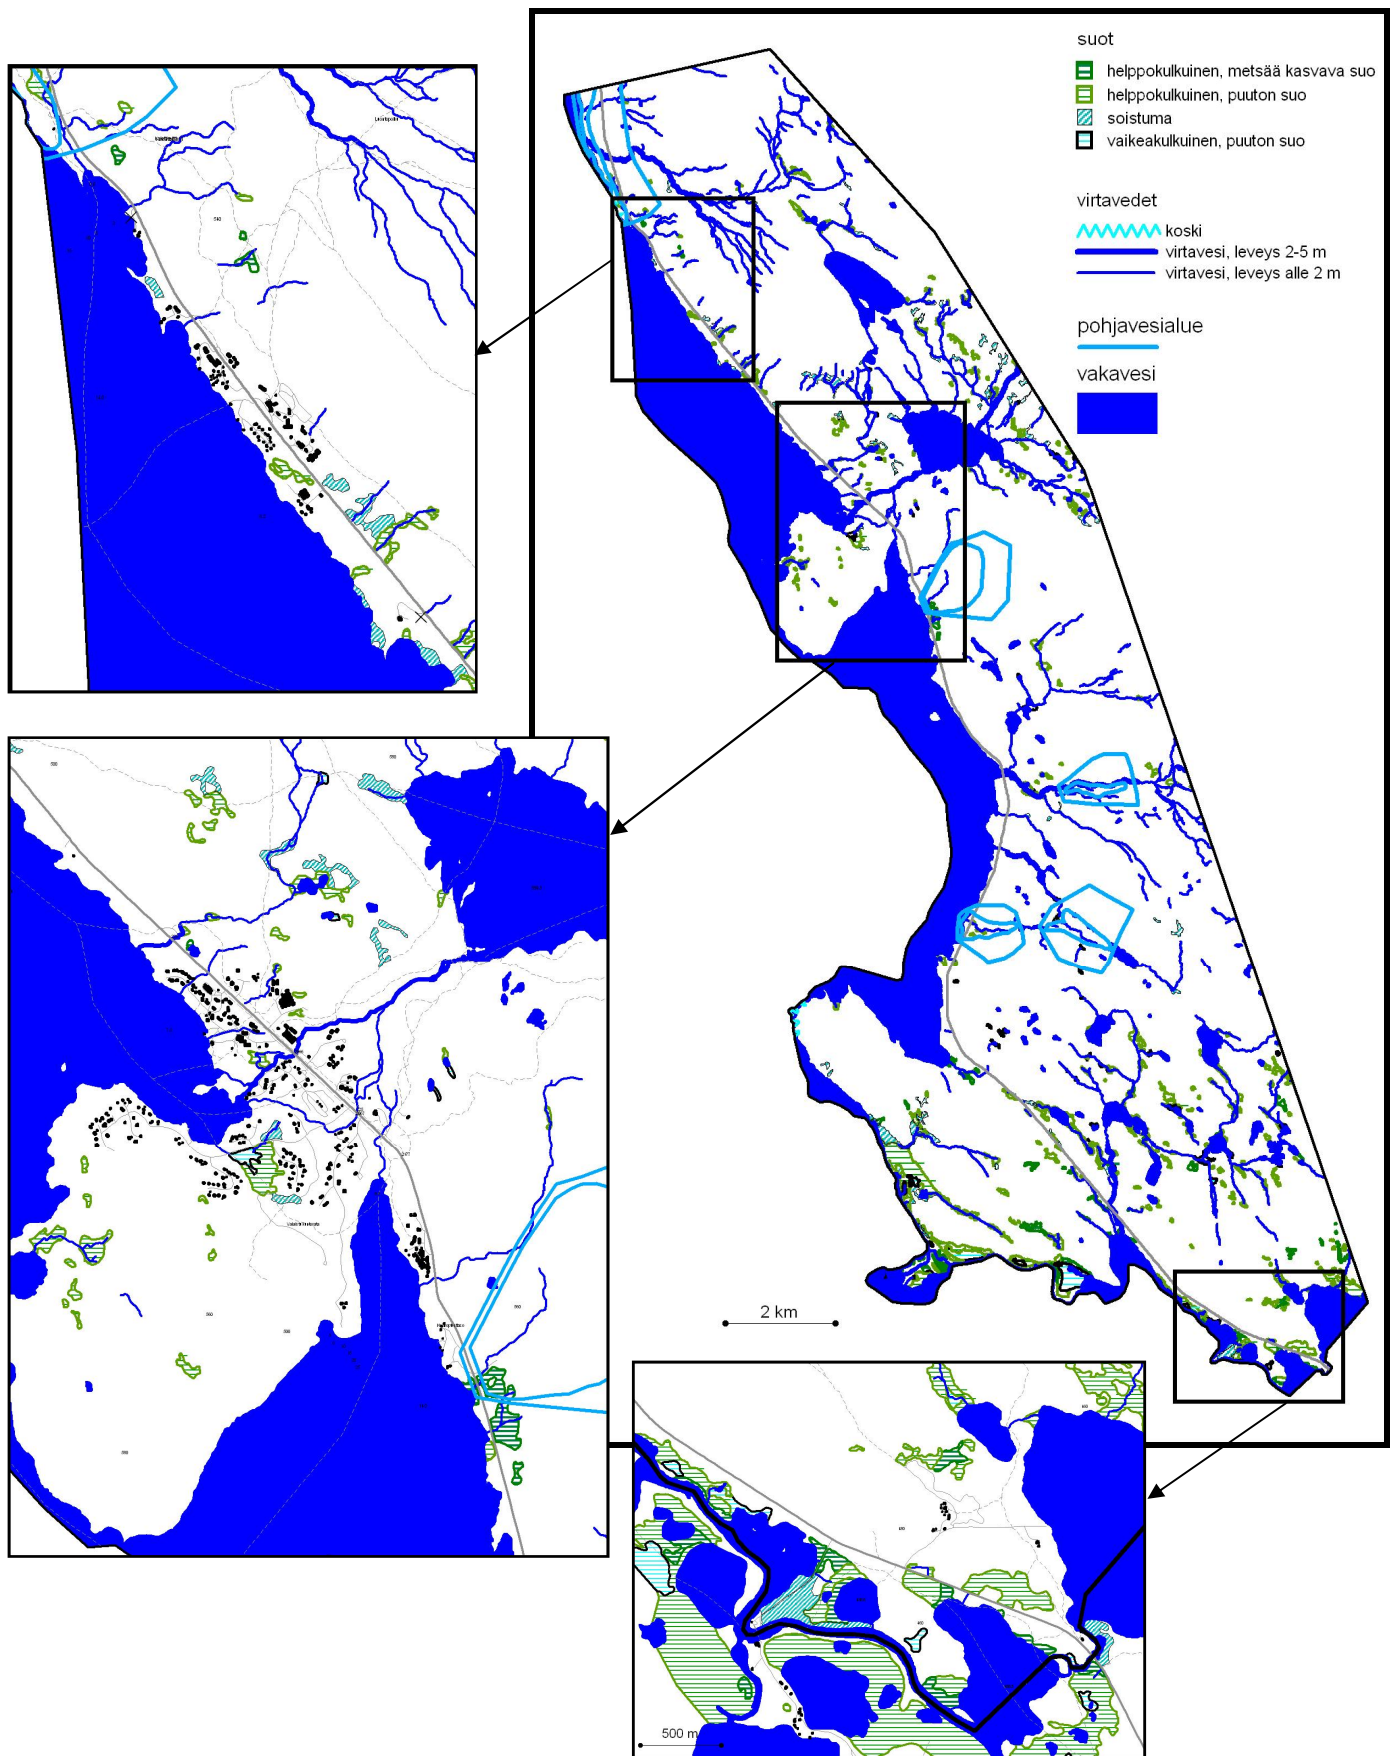 suot
helppokulkuinen, metsää kasvava suo
helppokulkuinen, puuton suo
soistuma
vaikeakulkuinen, puuton suo
virtavedet
koski
virtavesi, leveys 2-5 m
virtavesi, leveys alle 2 m
pohjavesialue
vakavesi
2 km
500 m